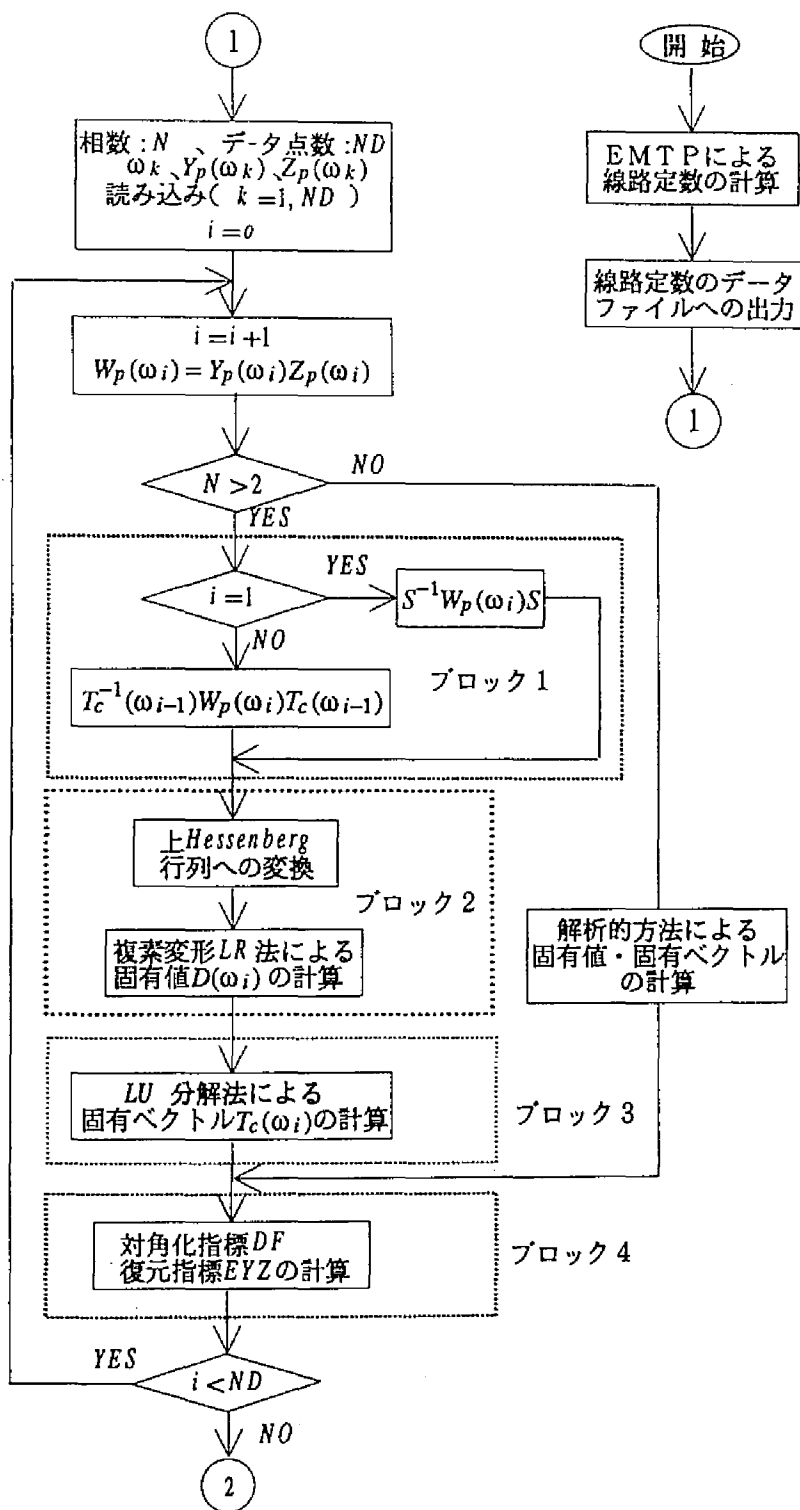 開 始
EMTPによる
線路定数の計算
線路定数のデータ
ファイルへの出力
1
1
相数:N 、データ点数:ND
ωk、Yp(ωk)、Zp(ωk)
読み込み( k=1, ND )
i=o
i=i+1
Wp(ωi)=Yp(ωi)Zp(ωi)
N>2
NO
YES
i=1
YES
S⁻¹Wp(ωi)S
NO
Tc⁻¹(ωi−1)Wp(ωi)Tc(ωi−1)
ブロック1
上Hessenberg
行列への変換
ブロック2
複素変形LR法による
固有値D(ωi)の計算
解析的方法による
固有値・固有ベクトル
の計算
LU 分解法による
固有ベクトルTc(ωi)の計算
ブロック3
対角化指標DF
復元指標EYZの計算
ブロック4
YES
i<ND
NO
2